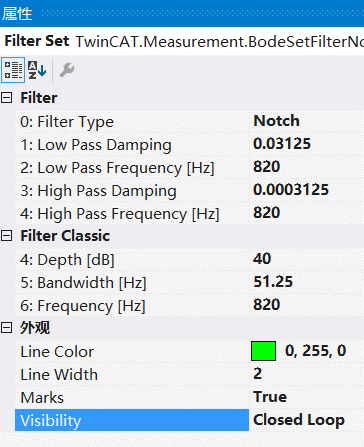 属性
Filter Set TwinCAT.Measurement.BodeSetFilterNo
Filter
0: Filter Type Notch
1: Low Pass Damping 0.03125
2: Low Pass Frequency [Hz] 820
3: High Pass Damping 0.0003125
4: High Pass Frequency [Hz] 820
Filter Classic
4: Depth [dB] 40
5: Bandwidth [Hz] 51.25
6: Frequency [Hz] 820
外观
Line Color 0, 255, 0
Line Width 2
Marks True
Visibility Closed Loop